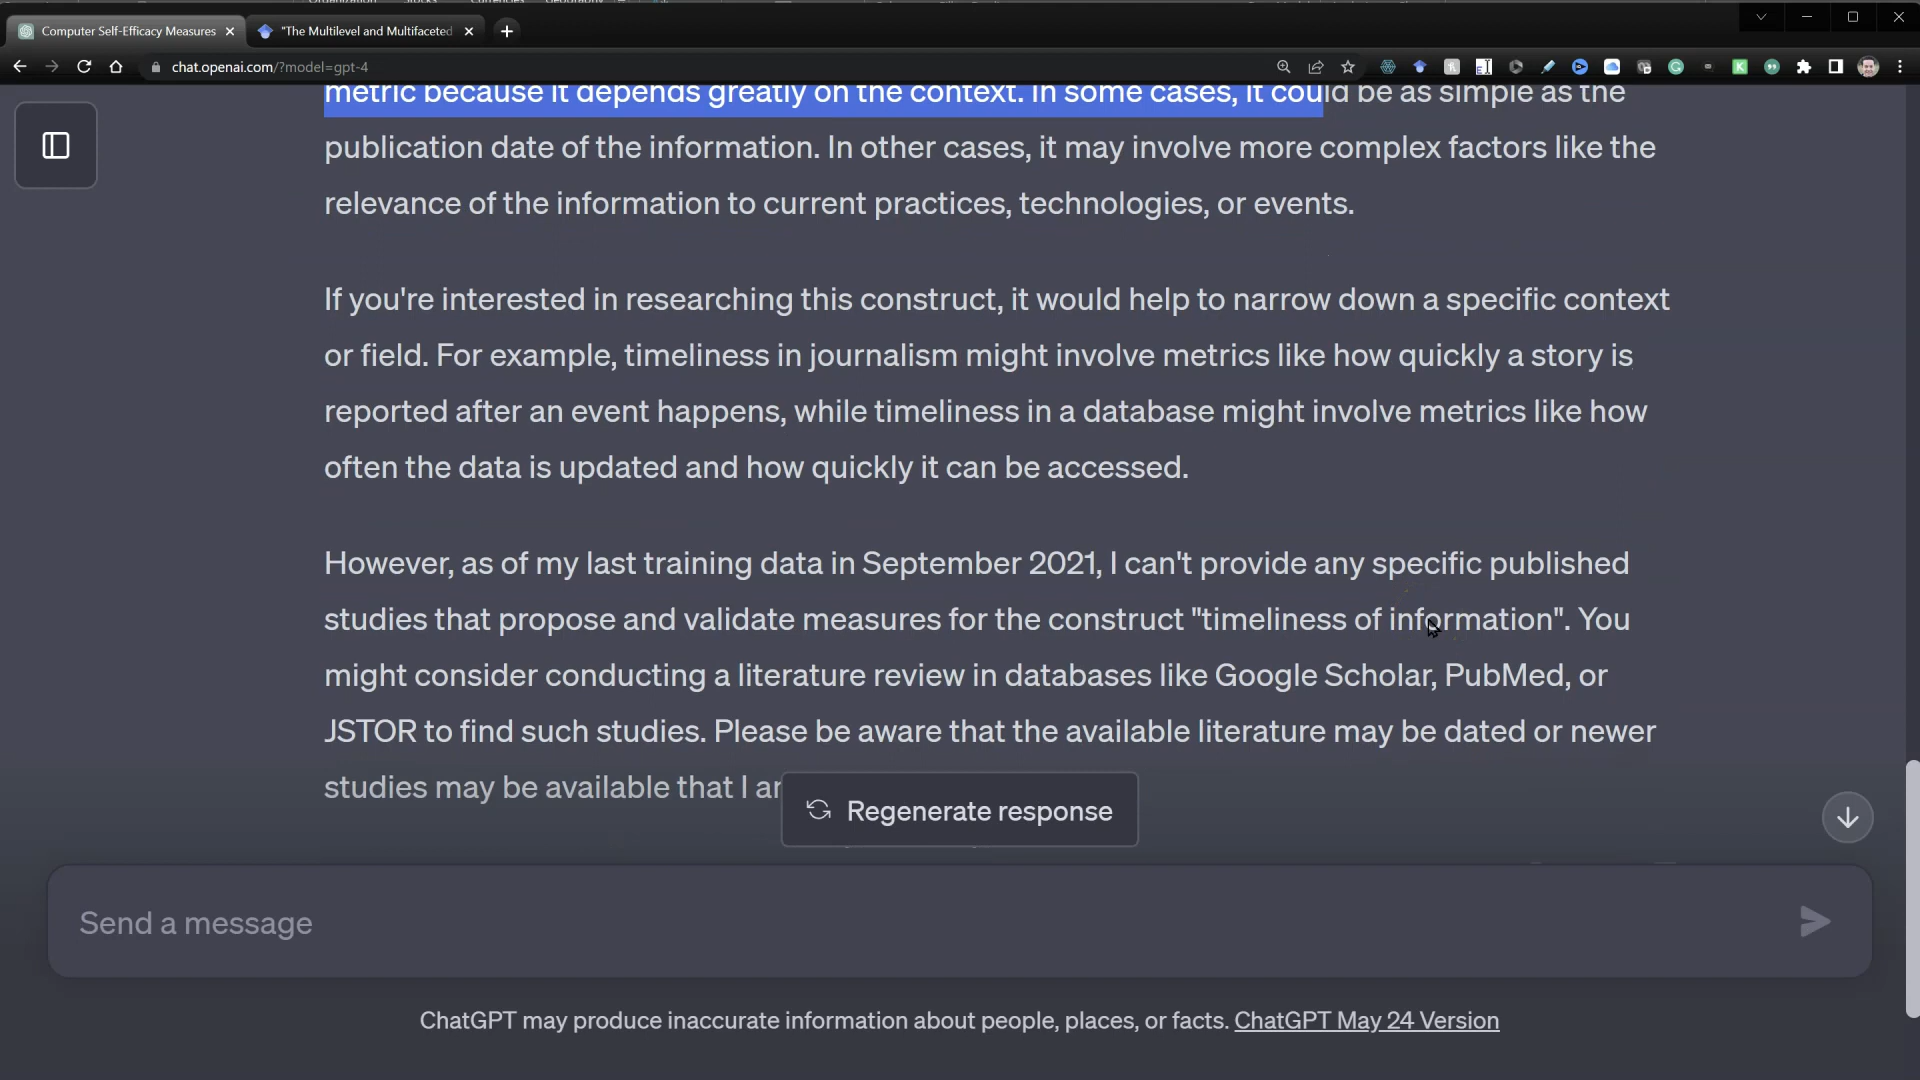 Computer Self-Efficacy Measures
"The Multilevel and Multifaceted
chat.openai.com/?model=gpt-4
metric because it depends greatly on the context. In some cases, it could be as simple as the
publication date of the information. In other cases, it may involve more complex factors like the
relevance of the information to current practices, technologies, or events.
If you're interested in researching this construct, it would help to narrow down a specific context
or field. For example, timeliness in journalism might involve metrics like how quickly a story is
reported after an event happens, while timeliness in a database might involve metrics like how
often the data is updated and how quickly it can be accessed.
However, as of my last training data in September 2021, I can't provide any specific published
studies that propose and validate measures for the construct "timeliness of information". You
might consider conducting a literature review in databases like Google Scholar, PubMed, or
JSTOR to find such studies. Please be aware that the available literature may be dated or newer
studies may be available that I
Regenerate response
Send a message
ChatGPT may produce inaccurate information about people, places, or facts. ChatGPT May 24 Version